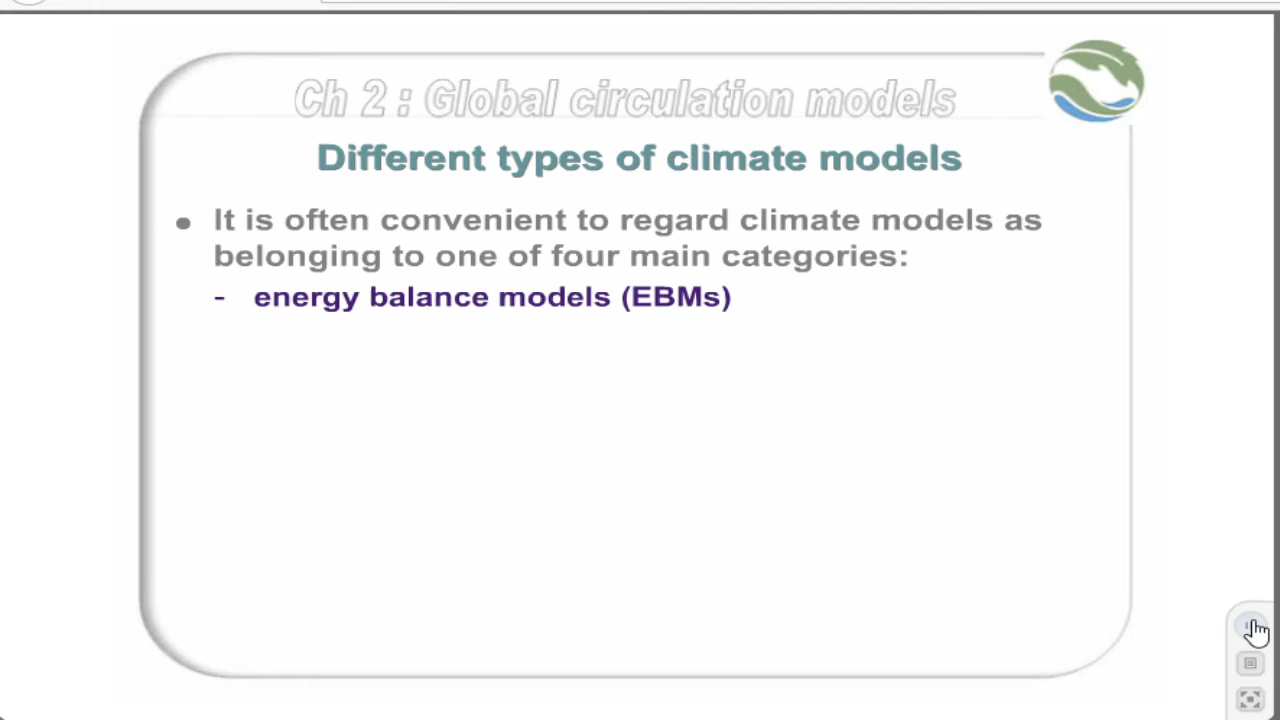 Ch 2 : Global circulation models
Different types of climate models
• It is often convenient to regard climate models as
belonging to one of four main categories:
- energy balance models (EBMs)